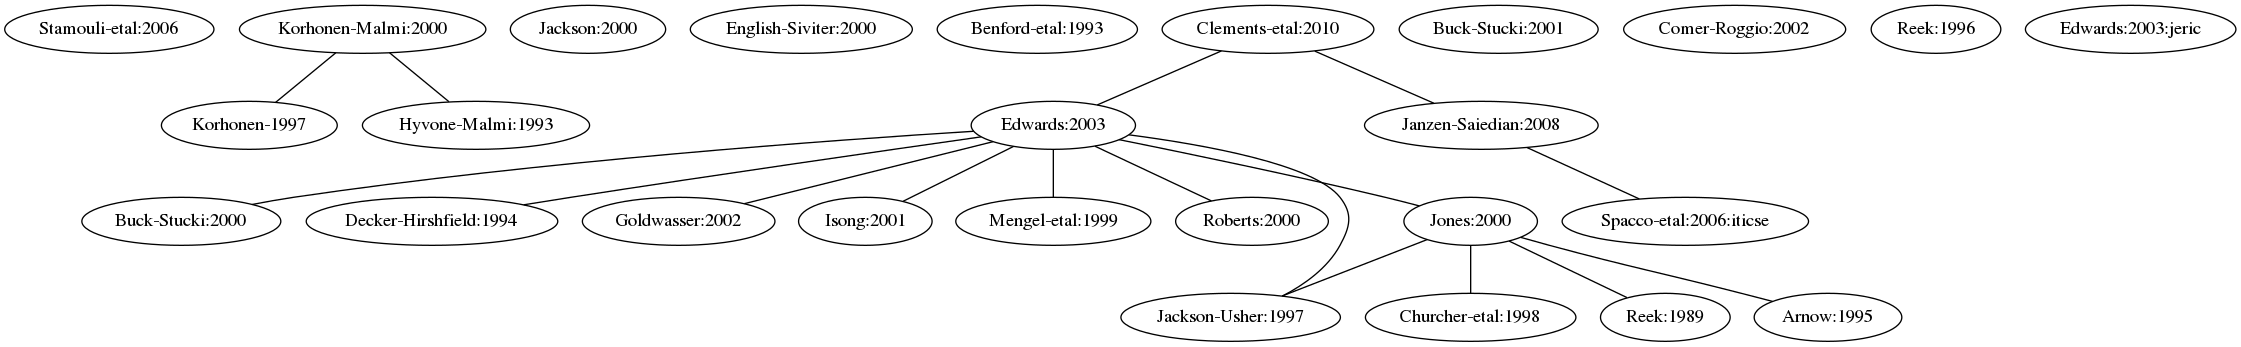 Stamouli-etal:2006
Korhonen-Malmi:2000
Jackson:2000
English-Siviter:2000
Benford-etal:1993
Clements-etal:2010
Buck-Stucki:2001
Comer-Roggio:2002
Reek:1996
Edwards:2003:jeric
Korhonen-1997
Hyvone-Malmi:1993
Edwards:2003
Janzen-Saiedian:2008
Buck-Stucki:2000
Decker-Hirshfield:1994
Goldwasser:2002
Isong:2001
Mengel-etal:1999
Roberts:2000
Jones:2000
Spacco-etal:2006:iticse
Jackson-Usher:1997
Churcher-etal:1998
Reek:1989
Arnow:1995